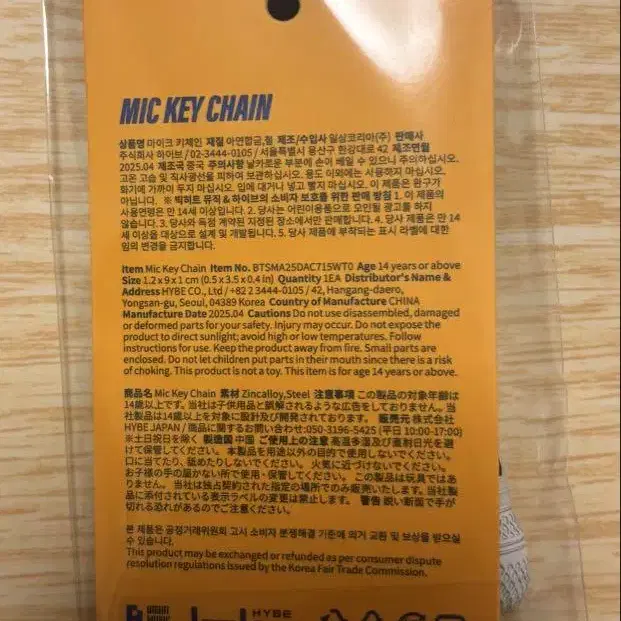 MIC KEY CHAIN
상품명 마이크 키체인 재질 아연합금,철 제조/수입사 일상코리아(주) 판매사
주식회사 하이브 / 02-3444-0105 / 서울특별시 용산구 한강대로 42 제조연월
2025.04 제조국 중국 주의사항 날카로운 부분에 손이 베일 수 있으니 주의하십시오.
고온 습도 및 직사광선을 피하여 보관하십시오. 용도 이외에는 사용하지 마십시오.
화기에 가까이 두지 마십시오. 입에 대거나 넣고 빨지 마십시오. 이 제품은 완구가
아닙니다. ※ 빅히트 뮤직 & 하이브의 소비자 보호를 위한 판매 방침 1. 이 제품의
사용연령은 만 14세 이상입니다. 2. 당사는 어린이용품으로 오인될 광고를 하지
않습니다. 3. 당사와 독점 계약된 지정된 장소에서만 판매합니다. 4. 당사 제품은 만 14
세 이상을 대상으로 설계 및 개발됩니다. 5. 당사 제품에 부착되는 표시 라벨에 대한
임의 변경을 금지합니다.
Item Mic Key Chain Item No. BTSMA25DAC715WT0 Age 14 years or above
Size 1.2 x 9 x 1 cm (0.5 x 3.5 x 0.4 in) Quantity 1EA Distributor's Name &
Address HYBE CO., Ltd / +82 2 3444-0105 / 42, Hangang-daero,
Yongsan-gu, Seoul, 04389 Korea Country of Manufacture CHINA
Manufacture Date 2025.04 Cautions Do not use disassembled, damaged
or deformed parts for your safety. Injury may occur. Do not expose the
product to direct sunlight; avoid high or low temperatures. Follow
instructions for use. Keep the product away from fire. Small parts are
enclosed. Do not let children put parts in their mouth since there is a risk
of choking. This product is not a toy. This item is for age 14 years or above.
商品名 Mic Key Chain 素材 Zincalloy,Steel 注意事項 この製品の対象年齢は
14歳以上です。当社は子供用品と誤解されるような広告をしておりません。当
社製品は14歳以上を対象に設計及び開発されております。 販売元 株式会社
HYBE JAPAN / 商品に関するお問い合わせ:050-3196-5425 (平日 10:00-17:00)
※土日祝日を除く 製造国 中国 ご使用上の注意 高温多湿及び直射日光を避
けて保管してください。 本製品を用途以外の目的で使用しないでください。
口に当てたり、舐めたりしないでください。 火気に近づけないでください。
お子様の手の届かない所で使用・保管してください。 この製品は玩具ではあ
りません。 当社は独占契約された指定の場所でのみ販売いたします。当社製
品に添付されている表示ラベルの変更は禁止します。 警告 鋭い断面で手が
切れる恐れがあるのでご注意ください。
본 제품은 공정거래위원회 고시 소비자 분쟁해결 기준에 의거 교환 및 보상을 받으실
수 있습니다.
This product may be exchanged or refunded as per consumer dispute
resolution regulations issued by the Korea Fair Trade Commission.
HYBE